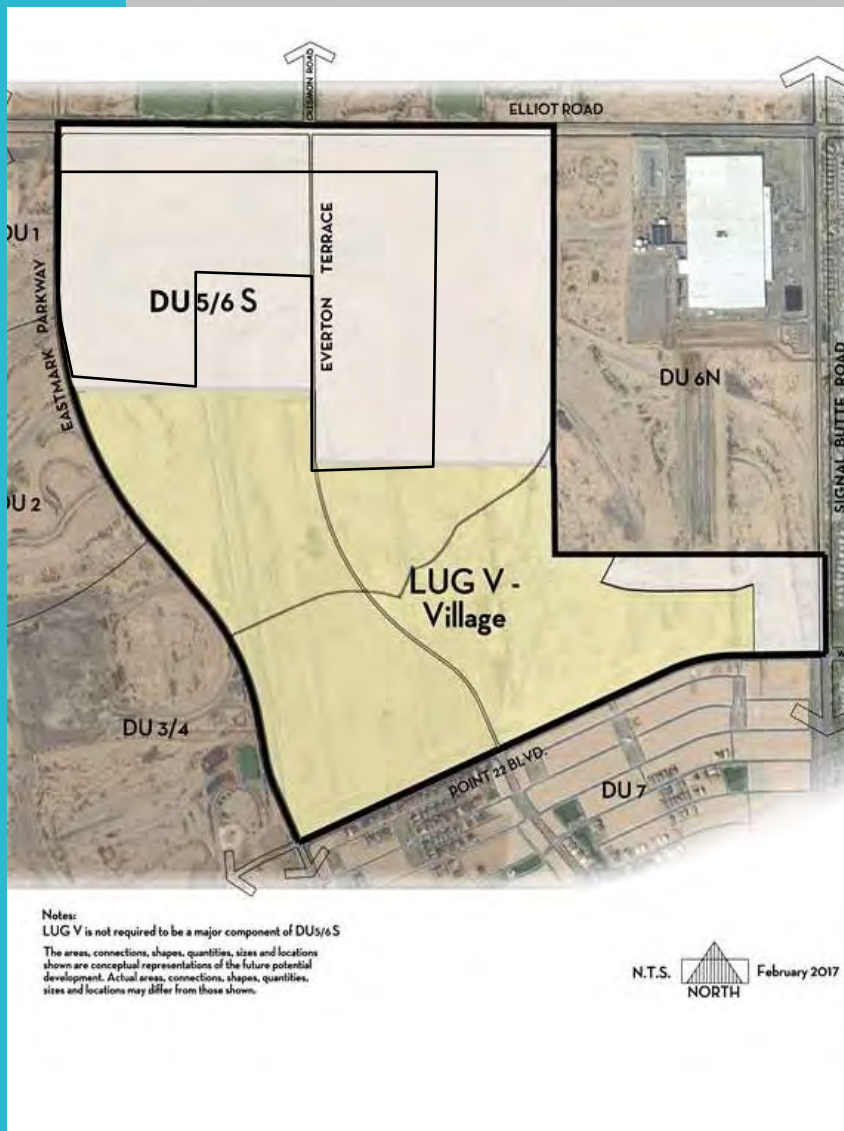 CRISMON ROAD
ELLIOT ROAD
DU 1
EASTMARK PARKWAY
DU 5/6 S
EVERTON TERRACE
DU 6N
SIGNAL BUTTE ROAD
DU 2
LUG V -
Village
DU 3/4
POINT 22 BLVD.
DU 7
Notes:
LUG V is not required to be a major component of DU5/6 S
The areas, connections, shapes, quantities, sizes and locations
shown are conceptual representations of the future potential
development. Actual areas, connections, shapes, quantities,
sizes and locations may differ from those shown.
N.T.S.
NORTH
February 2017